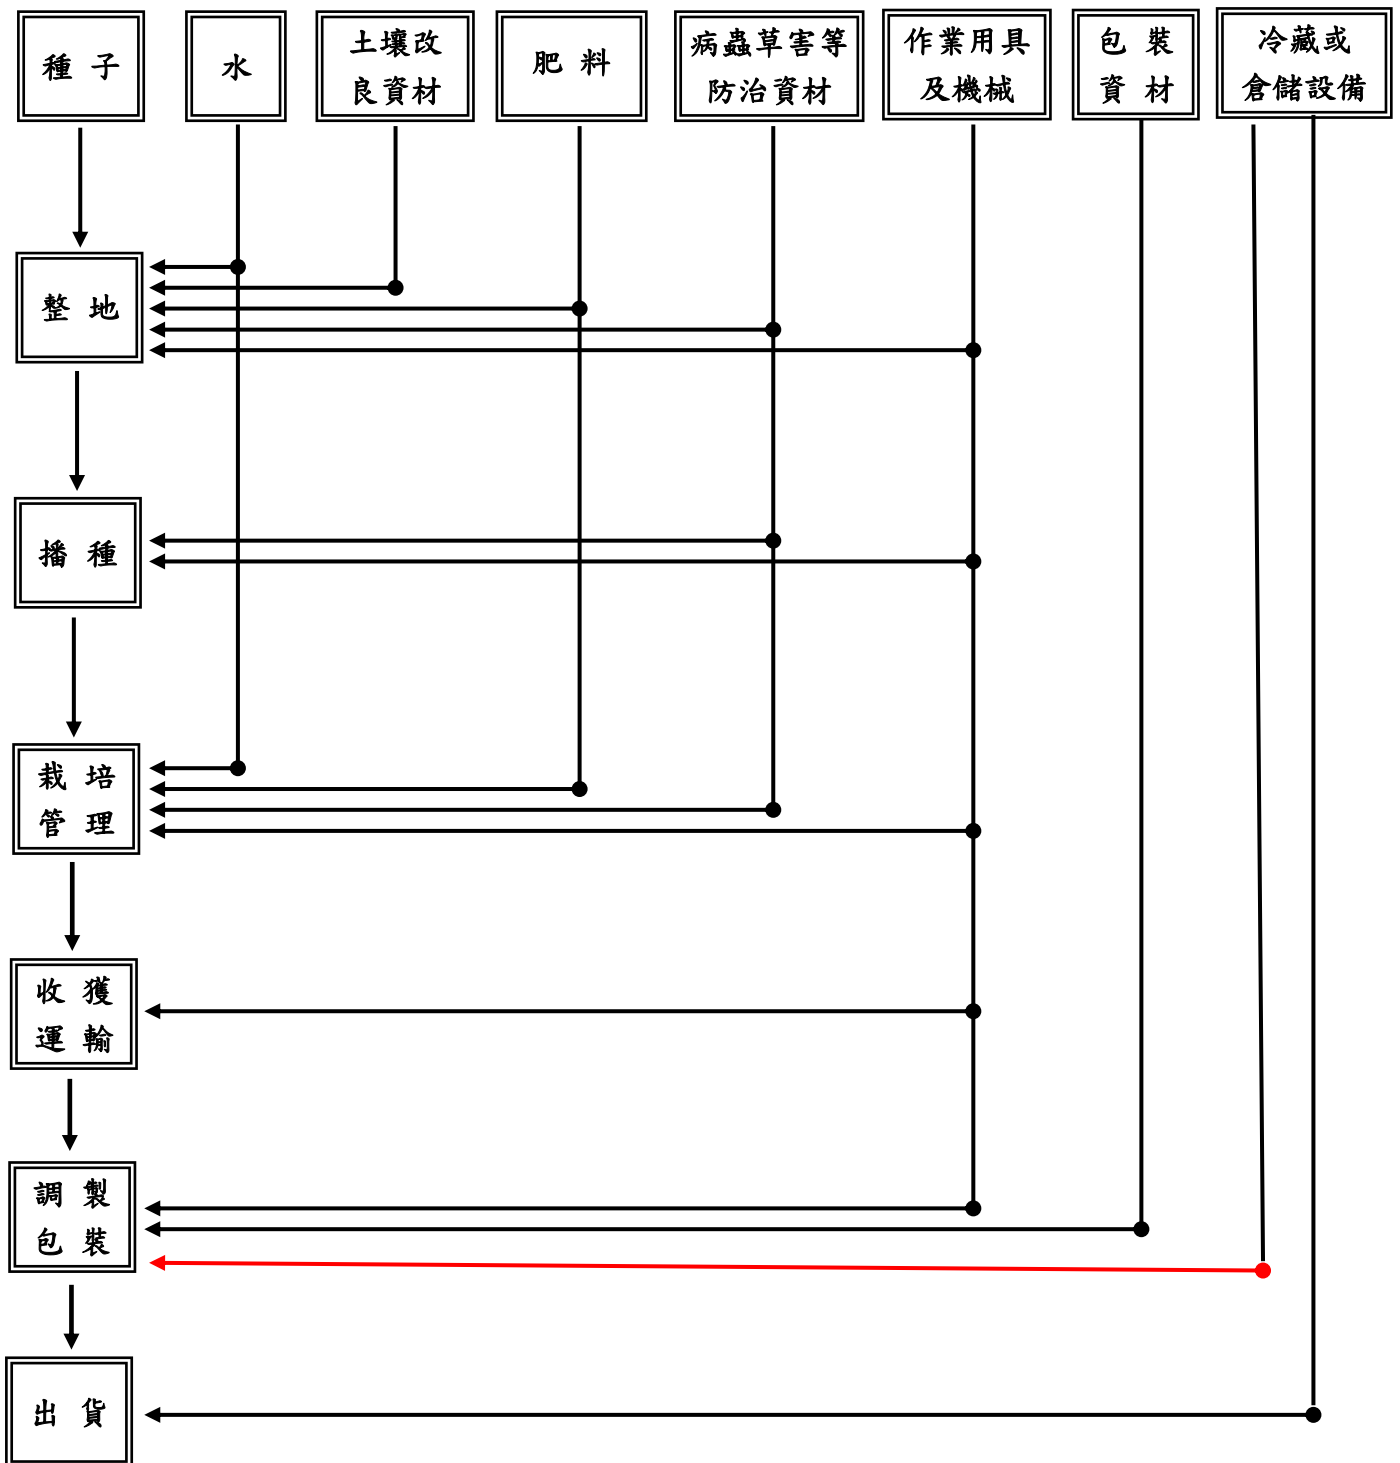 種 子
水
土壤改
良資材
肥 料
病蟲草害等
防治資材
作業用具
及機械
包 裝
資 材
冷藏或
倉儲設備
整 地
播 種
栽 培
管 理
收 獲
運 輸
調 製
包 裝
出 貨